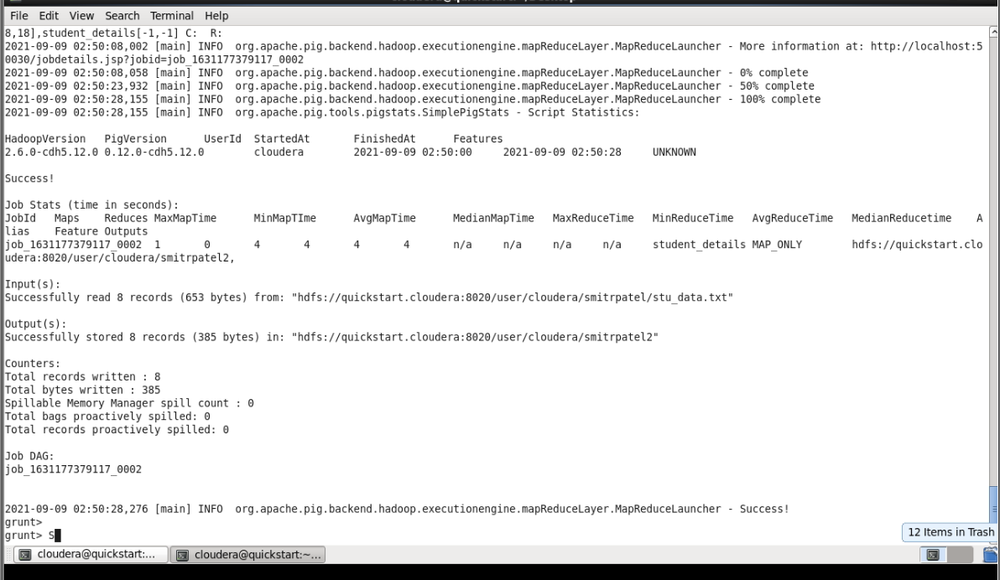 File Edit View Search Terminal Help
8,18],student_details[-1,-1] C:  R:
2021-09-09 02:50:08,002 [main] INFO  org.apache.pig.backend.hadoop.executionengine.mapReduceLayer.MapReduceLauncher - More information at: http://localhost:5
0030/jobdetails.jsp?jobid=job_1631177379117_0002
2021-09-09 02:50:08,058 [main] INFO  org.apache.pig.backend.hadoop.executionengine.mapReduceLayer.MapReduceLauncher - 0% complete
2021-09-09 02:50:23,932 [main] INFO  org.apache.pig.backend.hadoop.executionengine.mapReduceLayer.MapReduceLauncher - 50% complete
2021-09-09 02:50:28,155 [main] INFO  org.apache.pig.backend.hadoop.executionengine.mapReduceLayer.MapReduceLauncher - 100% complete
2021-09-09 02:50:28,155 [main] INFO  org.apache.pig.tools.pigstats.SimplePigStats - Script Statistics:
HadoopVersion PigVersion UserId StartedAt FinishedAt Features
2.6.0-cdh5.12.0 0.12.0-cdh5.12.0 cloudera 2021-09-09 02:50:00 2021-09-09 02:50:28 UNKNOWN
Success!
Job Stats (time in seconds):
JobId Maps Reduces MaxMapTime MinMapTIme AvgMapTime MedianMapTime MaxReduceTime MinReduceTime AvgReduceTime MedianReducetime A
lias Feature Outputs
job_1631177379117_0002 1 0 4 4 4 4 n/a n/a n/a n/a student_details MAP_ONLY hdfs://quickstart.clo
udera:8020/user/cloudera/smitrpatel2,
Input(s):
Successfully read 8 records (653 bytes) from: "hdfs://quickstart.cloudera:8020/user/cloudera/smitrpatel/stu_data.txt"
Output(s):
Successfully stored 8 records (385 bytes) in: "hdfs://quickstart.cloudera:8020/user/cloudera/smitrpatel2"
Counters:
Total records written : 8
Total bytes written : 385
Spillable Memory Manager spill count : 0
Total bags proactively spilled: 0
Total records proactively spilled: 0
Job DAG:
job_1631177379117_0002
2021-09-09 02:50:28,276 [main] INFO  org.apache.pig.backend.hadoop.executionengine.mapReduceLayer.MapReduceLauncher - Success!
grunt>
grunt> S
12 Items in Trash
cloudera@quickstart:... cloudera@quickstart:~...